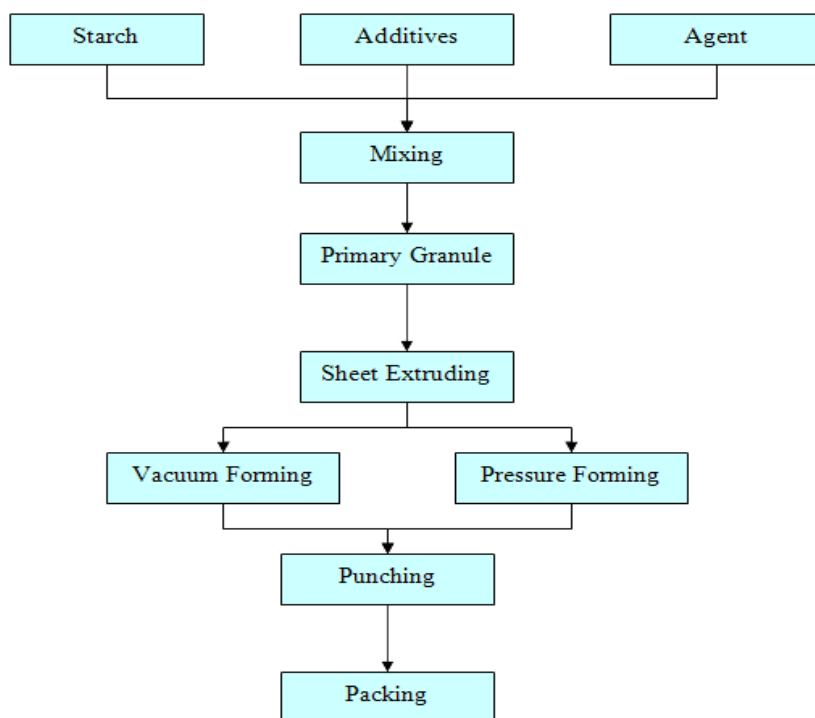 Starch
Additives
Agent
Mixing
Primary Granule
Sheet Extruding
Vacuum Forming
Pressure Forming
Punching
Packing